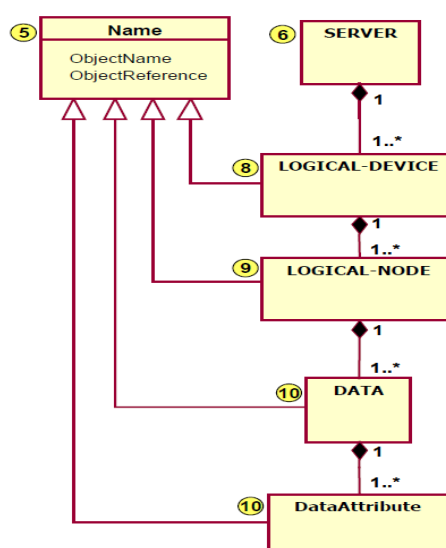 5
Name
ObjectName
ObjectReference
6
SERVER
1
1..*
8
LOGICAL-DEVICE
1
1..*
9
LOGICAL-NODE
1
1..*
10
DATA
1
1..*
10
DataAttribute